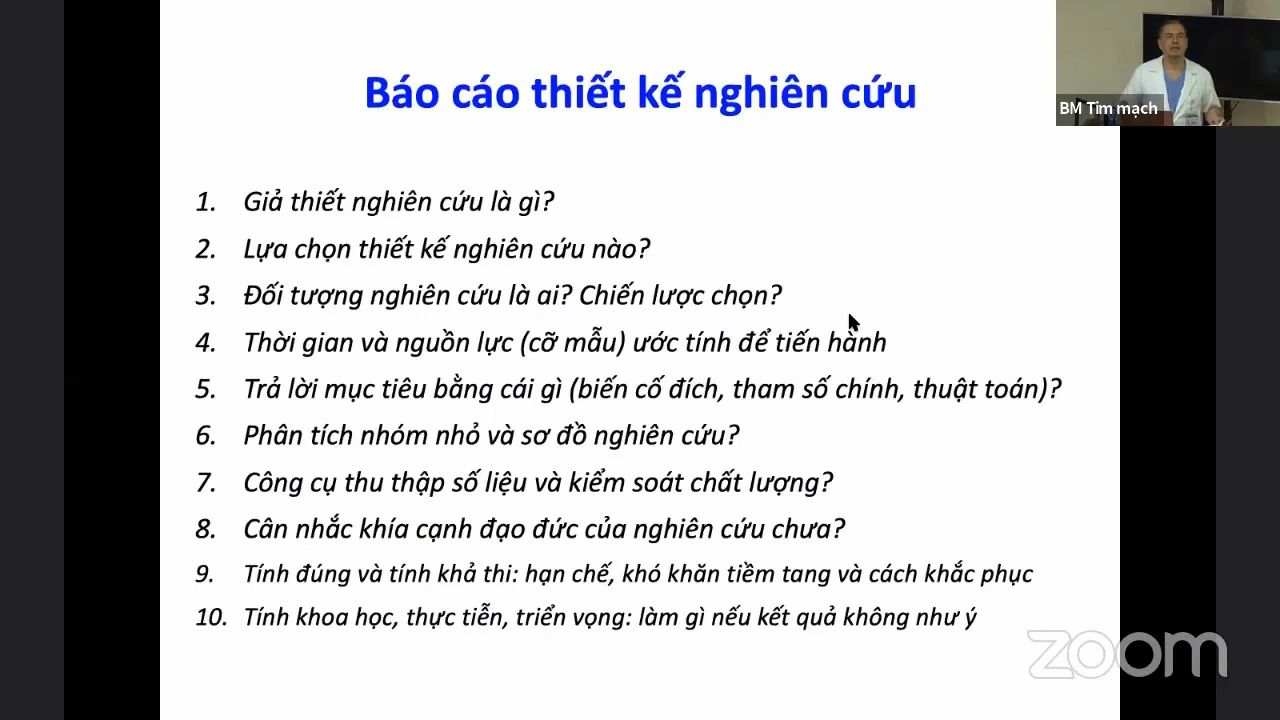 Báo cáo thiết kế nghiên cứu
BM Tim mạch
1. Giả thiết nghiên cứu là gì?
2. Lựa chọn thiết kế nghiên cứu nào?
3. Đối tượng nghiên cứu là ai? Chiến lược chọn?
4. Thời gian và nguồn lực (cỡ mẫu) ước tính để tiến hành
5. Trả lời mục tiêu bằng cái gì (biến cố đích, tham số chính, thuật toán)?
6. Phân tích nhóm nhỏ và sơ đồ nghiên cứu?
7. Công cụ thu thập số liệu và kiểm soát chất lượng?
8. Cân nhắc khía cạnh đạo đức của nghiên cứu chưa?
9. Tính đúng và tính khả thi: hạn chế, khó khăn tiềm tang và cách khắc phục
10. Tính khoa học, thực tiễn, triển vọng: làm gì nếu kết quả không như ý
zoom